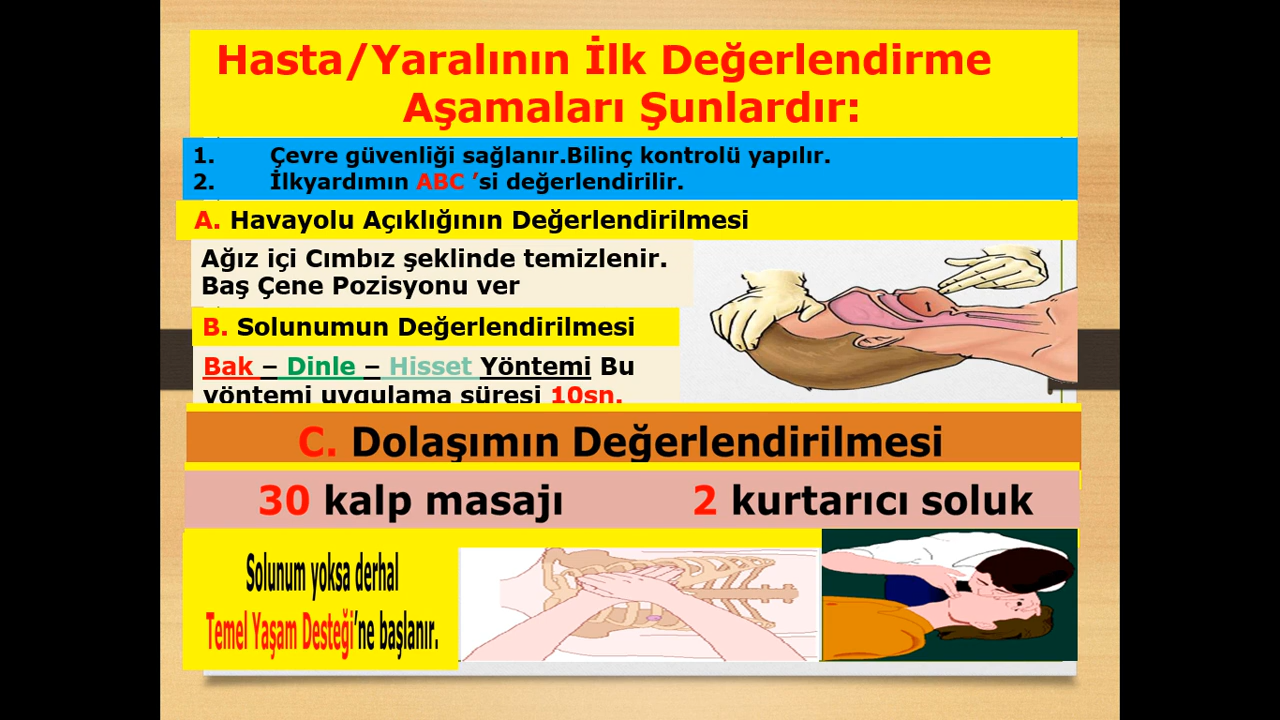 Hasta/Yaralının İlk Değerlendirme
Aşamaları Şunlardır:
1. Çevre güvenliği sağlanır.Bilinç kontrolü yapılır.
2. İlkyardımın ABC ’si değerlendirilir.
A. Havayolu Açıklığının Değerlendirilmesi
Ağız içi Cımbız şeklinde temizlenir.
Baş Çene Pozisyonu ver
B. Solunumun Değerlendirilmesi
Bak – Dinle – Hisset Yöntemi Bu
yöntemi uygulama süresi 10sn.
C. Dolaşımın Değerlendirilmesi
30 kalp masajı 2 kurtarıcı soluk
Solunum yoksa derhal
Temel Yaşam Desteği’ne başlanır.